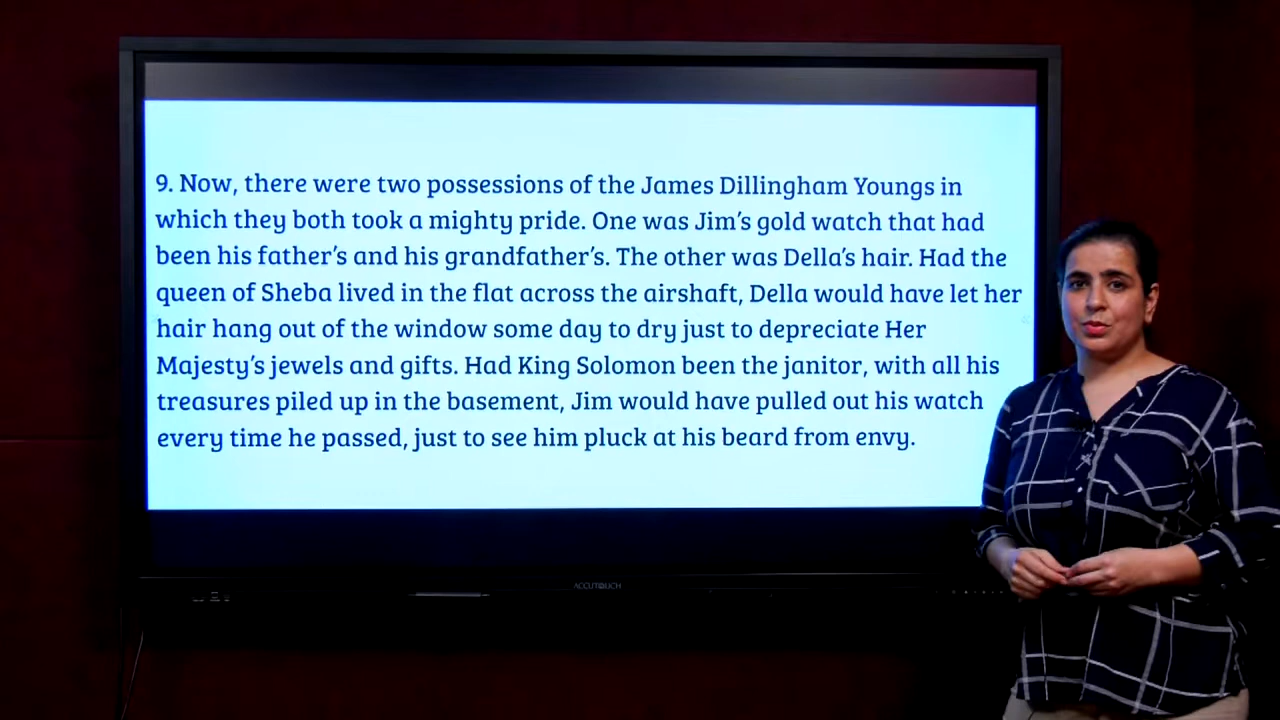 9. Now, there were two possessions of the James Dillingham Youngs in
which they both took a mighty pride. One was Jim's gold watch that had
been his father's and his grandfather's. The other was Della's hair. Had the
queen of Sheba lived in the flat across the airshaft, Della would have let her
hair hang out of the window some day to dry just to depreciate Her
Majesty's jewels and gifts. Had King Solomon been the janitor, with all his
treasures piled up in the basement, Jim would have pulled out his watch
every time he passed, just to see him pluck at his beard from envy.
ACCUTOUCH